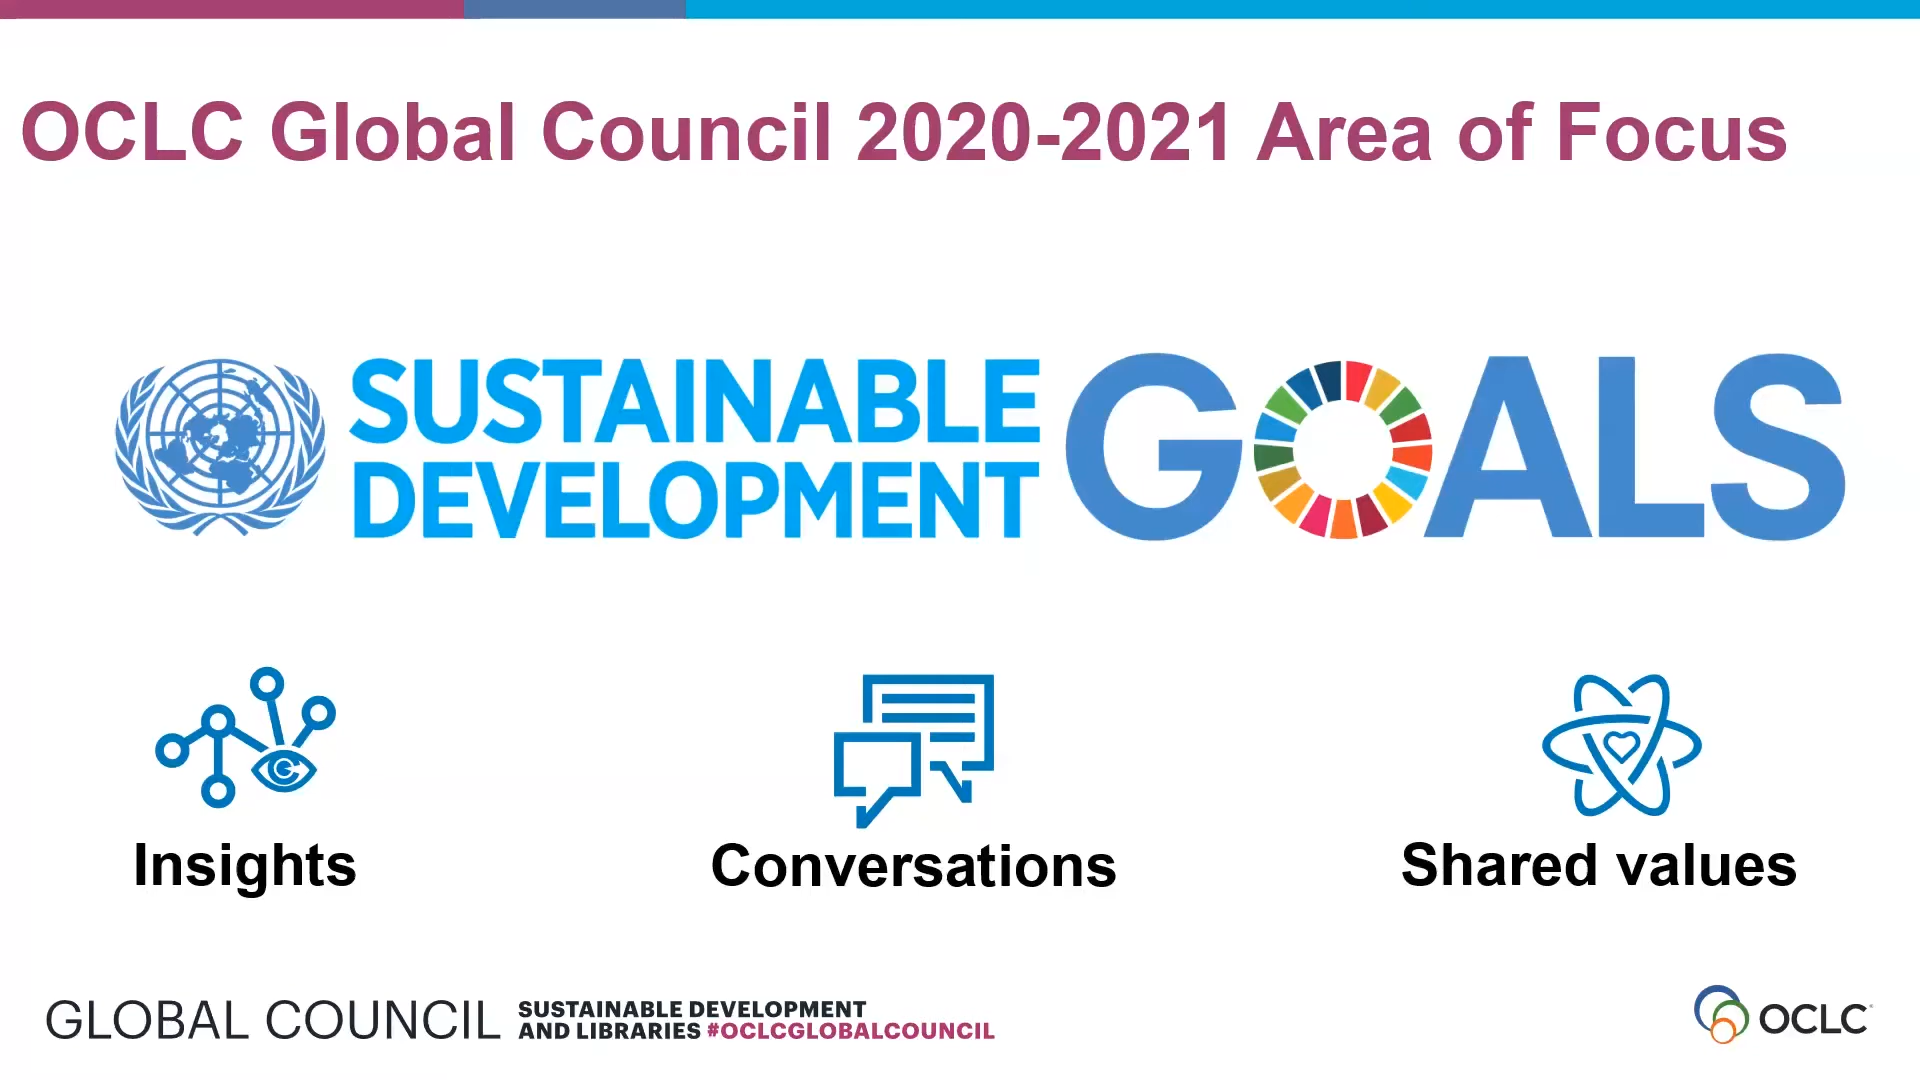 OCLC Global Council 2020-2021 Area of Focus
SUSTAINABLE
DEVELOPMENT
GOALS
Insights
Conversations
Shared values
GLOBAL COUNCIL
SUSTAINABLE DEVELOPMENT
AND LIBRARIES #OCLCGLOBALCOUNCIL
OCLC